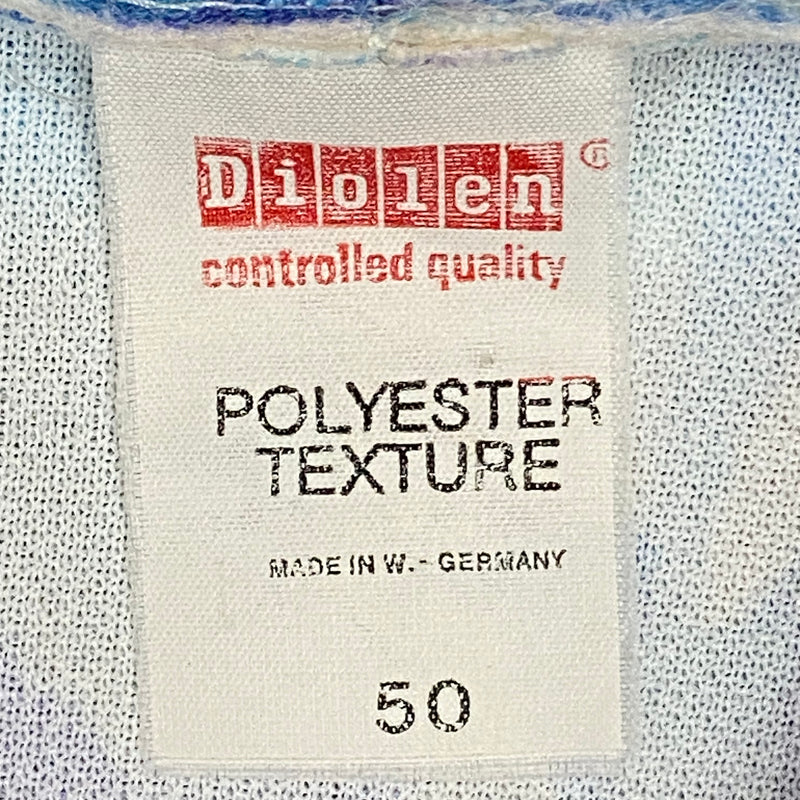 Diolen®
controlled quality
POLYESTER
TEXTURE
MADE IN W.- GERMANY
50